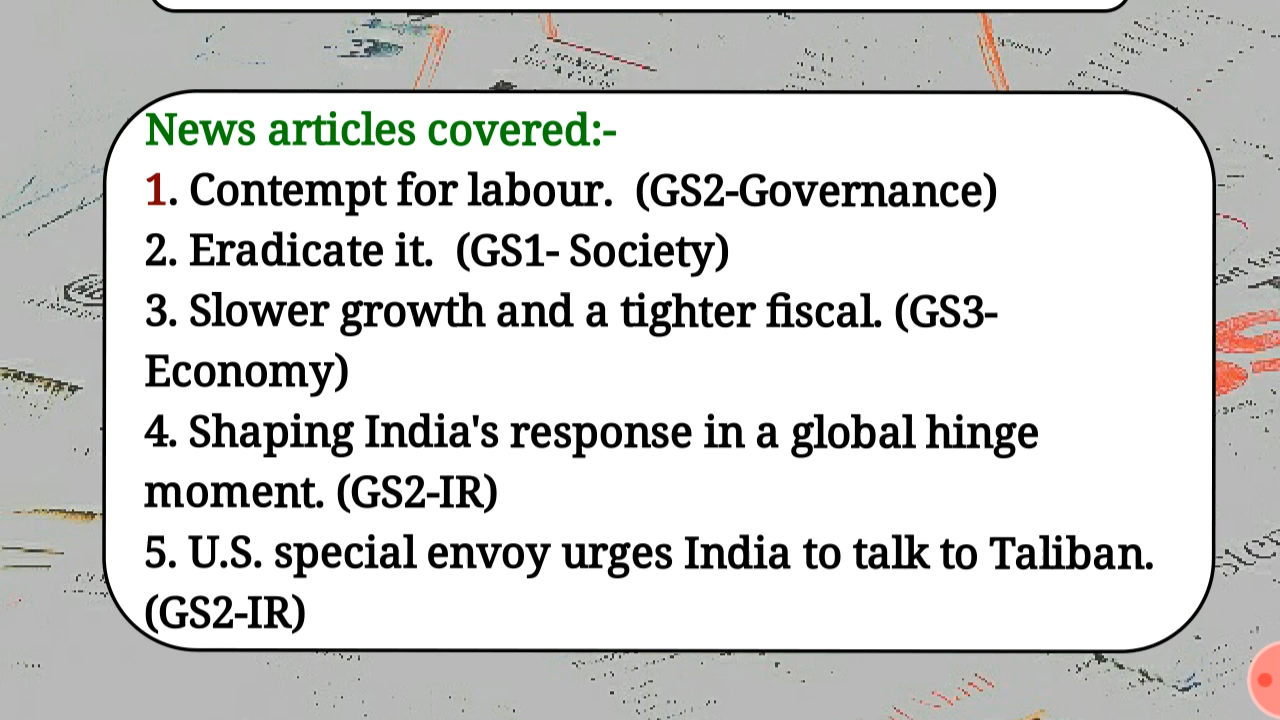 News articles covered:-
1. Contempt for labour.  (GS2-Governance)
2. Eradicate it.  (GS1- Society)
3. Slower growth and a tighter fiscal. (GS3-
Economy)
4. Shaping India's response in a global hinge
moment. (GS2-IR)
5. U.S. special envoy urges India to talk to Taliban.
(GS2-IR)